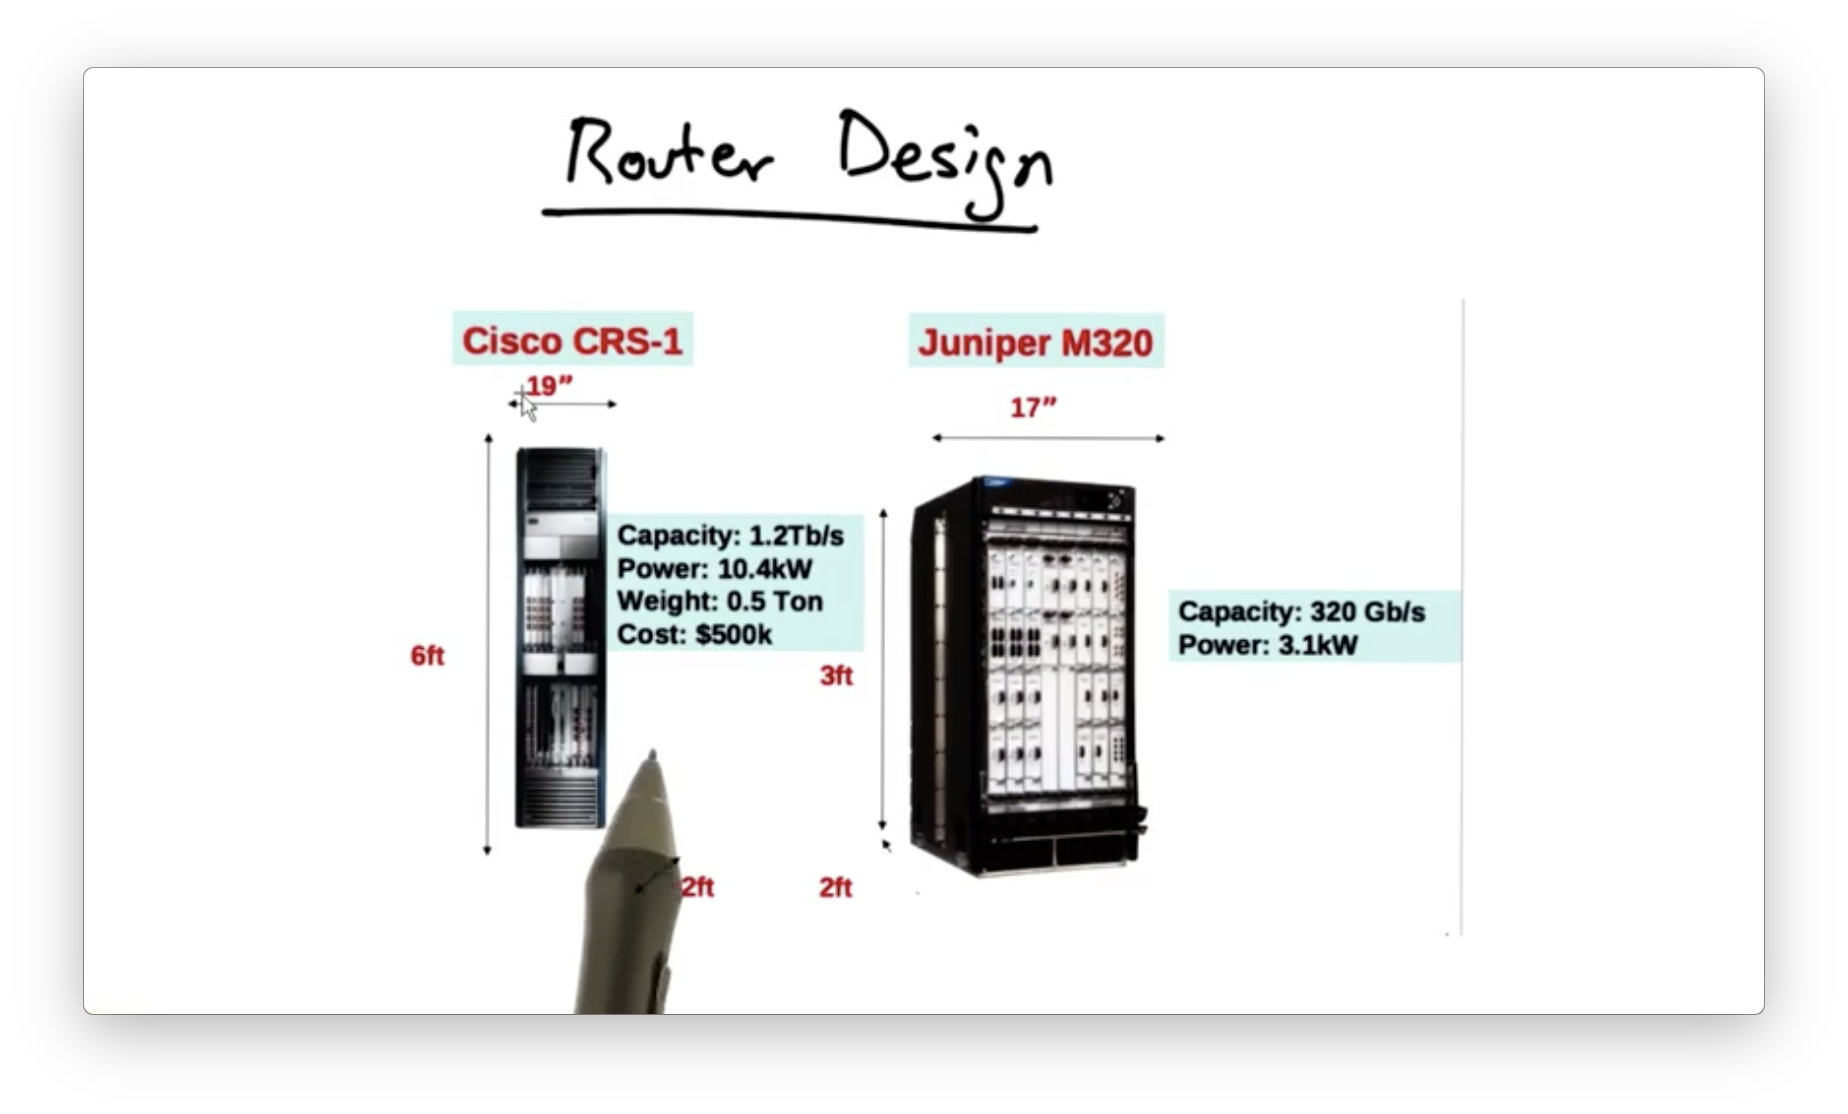 Router Design
Cisco CRS-1
19”
6ft
Capacity: 1.2Tb/s
Power: 10.4kW
Weight: 0.5 Ton
Cost: $500k
2ft
Juniper M320
17”
3ft
2ft
Capacity: 320 Gb/s
Power: 3.1kW